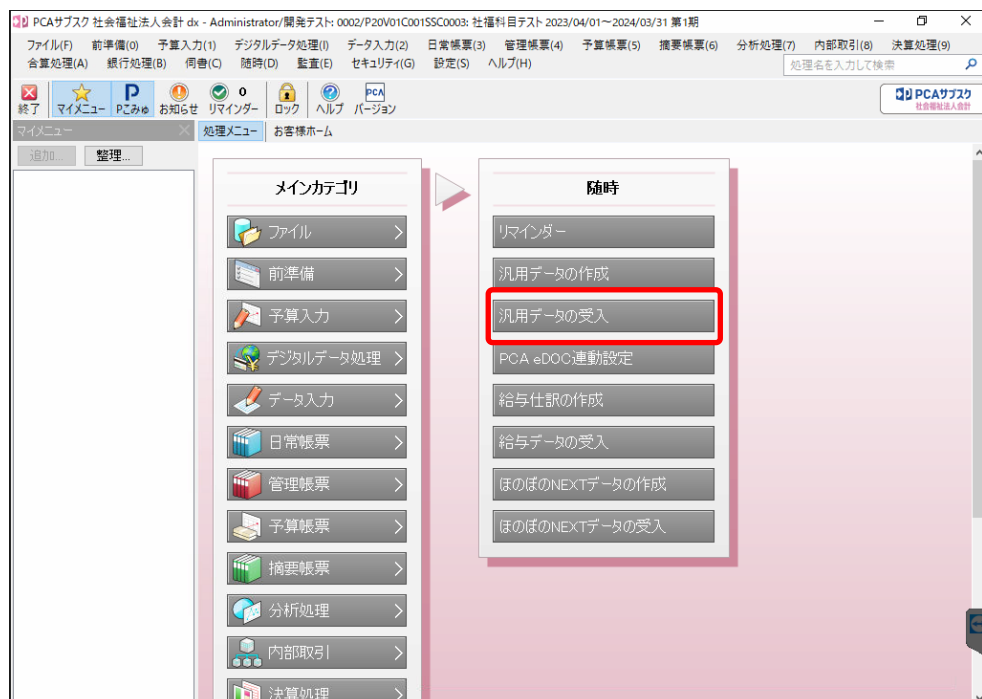 PCAサブスク 社会福祉法人会計 dx - Administrator/開発テスト: 0002/P20V01C001SSC0003: 社福科目テスト 2023/04/01～2024/03/31 第1期
ファイル(F) 前準備(0) 予算入力(1) デジタルデータ処理(I) データ入力(2) 日常帳票(3) 管理帳票(4) 予算帳票(5) 摘要帳票(6) 分析処理(7) 内部取引(8) 決算処理(9)
合算処理(A) 銀行処理(B) 伺書(C) 随時(D) 監査(E) セキュリティ(G) 設定(S) ヘルプ(H) 処理名を入力して検索
0 PCA
終了 マイメニュー Pこみゅ お知らせ リマインダー ロック ヘルプ バージョン
PCAサブスク
社会福祉法人会計
マイメニュー 処理メニュー お客様ホーム
追加... 整理...
メインカテゴリ
ファイル
前準備
予算入力
デジタルデータ処理
データ入力
日常帳票
管理帳票
予算帳票
摘要帳票
分析処理
内部取引
決算処理
随時
リマインダー
汎用データの作成
汎用データの受入
PCA eDOC連動設定
給与仕訳の作成
給与データの受入
ほのぼのNEXTデータの作成
ほのぼのNEXTデータの受入